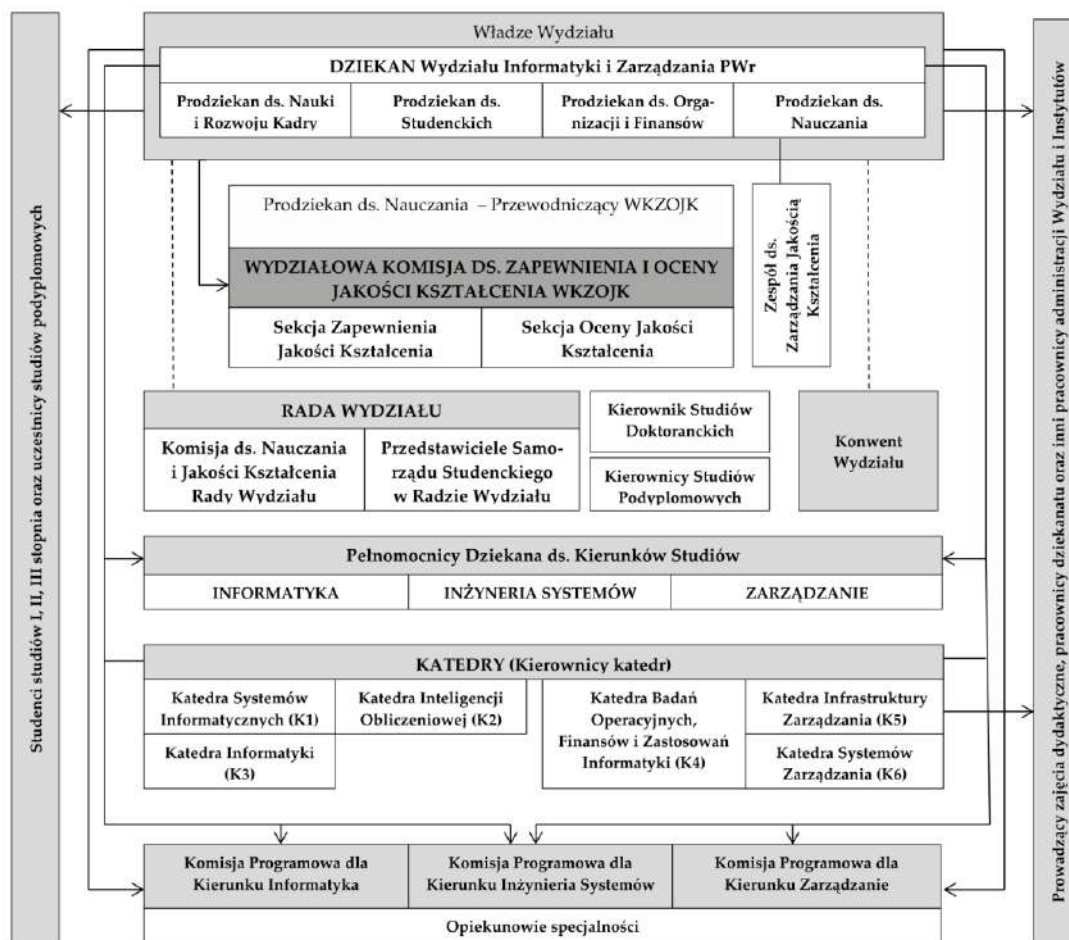 Studenci studiów I, II, III stopnia oraz uczestnicy studiów podyplomowych
Władze Wydziału
DZIEKAN Wydziału Informatyki i Zarządzania PWr
Prodziekan ds. Nauki
i Rozwoju Kadry
Prodziekan ds.
Studenckich
Prodziekan ds. Orga-
nizacji i Finansów
Prodziekan ds.
Nauczania
Prodziekan ds. Nauczania – Przewodniczący WKZOJK
WYDZIAŁOWA KOMISJA DS. ZAPEWNIENIA I OCENY
JAKOŚCI KSZTAŁCENIA WKZOJK
Sekcja Zapewnienia
Jakości Kształcenia
Sekcja Oceny Jakości
Kształcenia
Zespół ds.
Zarządzania Jakością
Kształcenia
RADA WYDZIAŁU
Komisja ds. Nauczania
i Jakości Kształcenia
Rady Wydziału
Przedstawiciele Samo-
rządu Studenckiego
w Radzie Wydziału
Kierownik Studiów
Doktoranckich
Kierownicy Studiów
Podyplomowych
Konwent
Wydziału
Pełnomocnicy Dziekana ds. Kierunków Studiów
INFORMATYKA
INŻYNERIA SYSTEMÓW
ZARZĄDZANIE
KATEDRY (Kierownicy katedr)
Katedra Systemów
Informatycznych (K1)
Katedra Inteligencji
Obliczeniowej (K2)
Katedra Informatyki
(K3)
Katedra Badań
Operacyjnych,
Finansów i Zastosowań
Informatyki (K4)
Katedra Infrastruktury
Zarządzania (K5)
Katedra Systemów
Zarządzania (K6)
Komisja Programowa dla
Kierunku Informatyka
Komisja Programowa dla
Kierunku Inżynieria Systemów
Komisja Programowa dla
Kierunku Zarządzanie
Opiekunowie specjalności
Prowadzący zajęcia dydaktyczne, pracownicy dziekanatu oraz inni pracownicy administracji Wydziału i Instytutów